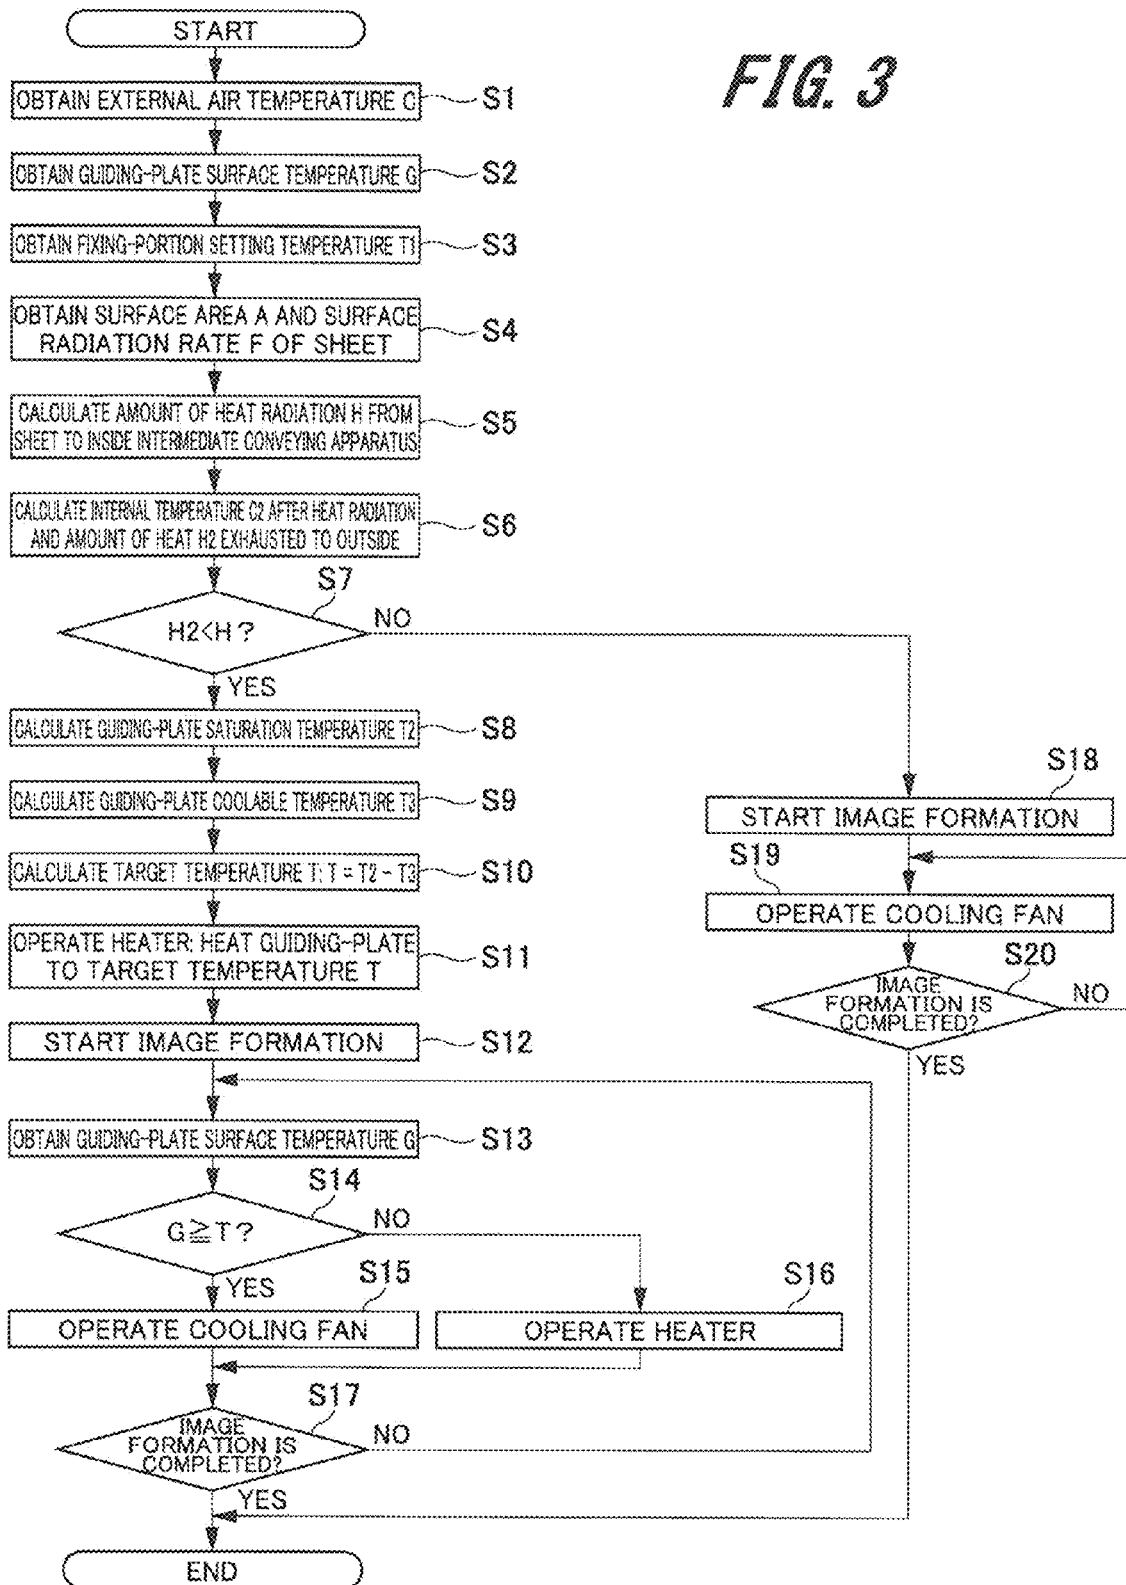 START
FIG. 3
OBTAIN EXTERNAL AIR TEMPERATURE C
S1
OBTAIN GUIDING-PLATE SURFACE TEMPERATURE G
S2
OBTAIN FIXING-PORTION SETTING TEMPERATURE T1
S3
OBTAIN SURFACE AREA A AND SURFACE
RADIATION RATE F OF SHEET
S4
CALCULATE AMOUNT OF HEAT RADIATION H FROM
SHEET TO INSIDE INTERMEDIATE CONVEYING APPARATUS
S5
CALCULATE INTERNAL TEMPERATURE C2 AFTER HEAT RADIATION
AND AMOUNT OF HEAT H2 EXHAUSTED TO OUTSIDE
S6
S7
H2<H?
NO
YES
CALCULATE GUIDING-PLATE SATURATION TEMPERATURE T2
S8
CALCULATE GUIDING-PLATE COOLABLE TEMPERATURE T3
S9
CALCULATE TARGET TEMPERATURE T: T = T2 - T3
S10
OPERATE HEATER: HEAT GUIDING-PLATE
TO TARGET TEMPERATURE T
S11
START IMAGE FORMATION
S12
OBTAIN GUIDING-PLATE SURFACE TEMPERATURE G
S13
S14
G≧T?
NO
YES
S15
OPERATE COOLING FAN
S16
OPERATE HEATER
S17
IMAGE
FORMATION IS
COMPLETED?
NO
YES
S18
START IMAGE FORMATION
S19
OPERATE COOLING FAN
S20
IMAGE
FORMATION IS
COMPLETED?
NO
YES
END